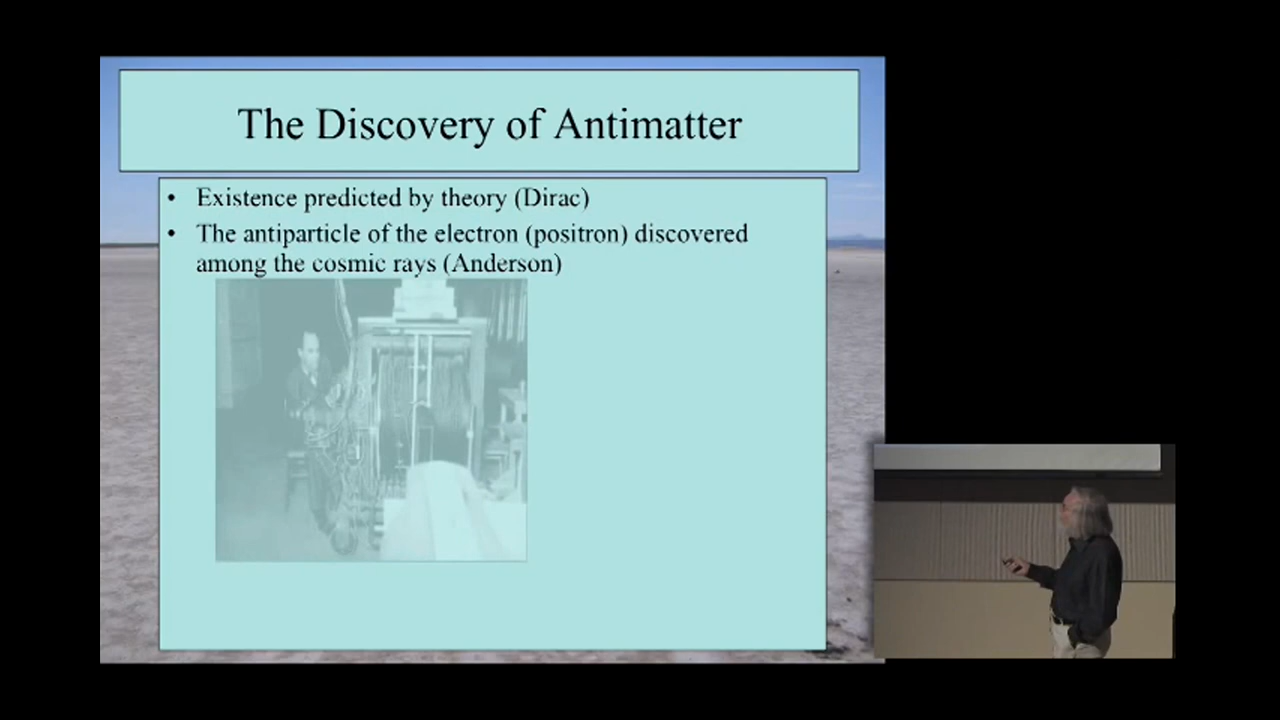 The Discovery of Antimatter
• Existence predicted by theory (Dirac)
• The antiparticle of the electron (positron) discovered
among the cosmic rays (Anderson)